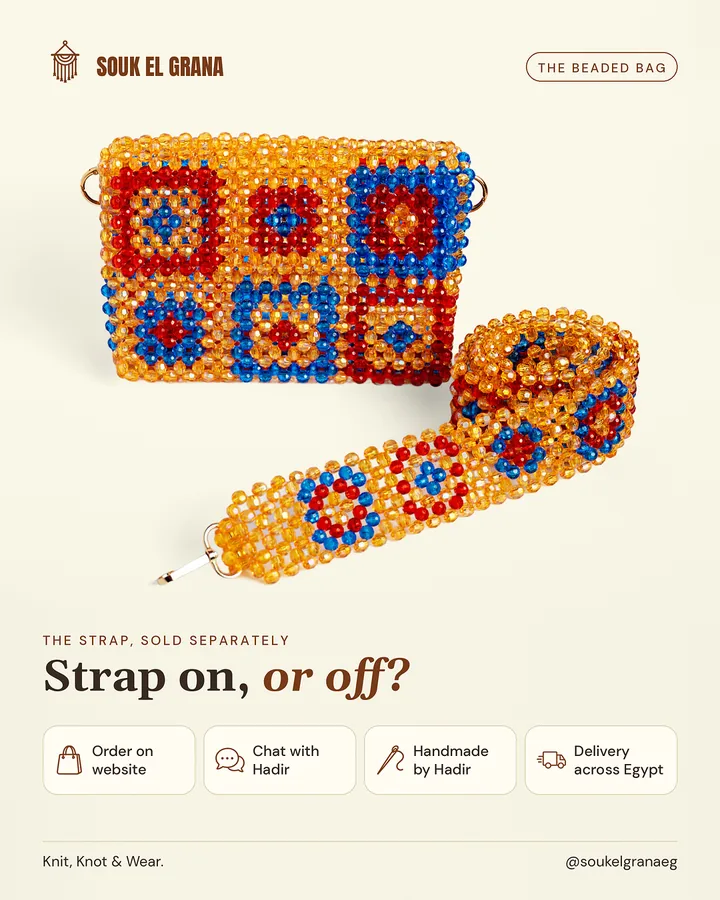 SOUK EL GRANA
THE BEADED BAG
THE STRAP, SOLD SEPARATELY
Strap on, or off?
Order on
website
Chat with
Hadir
Handmade
by Hadir
Delivery
across Egypt
Knit, Knot & Wear.
@soukelgranaeg